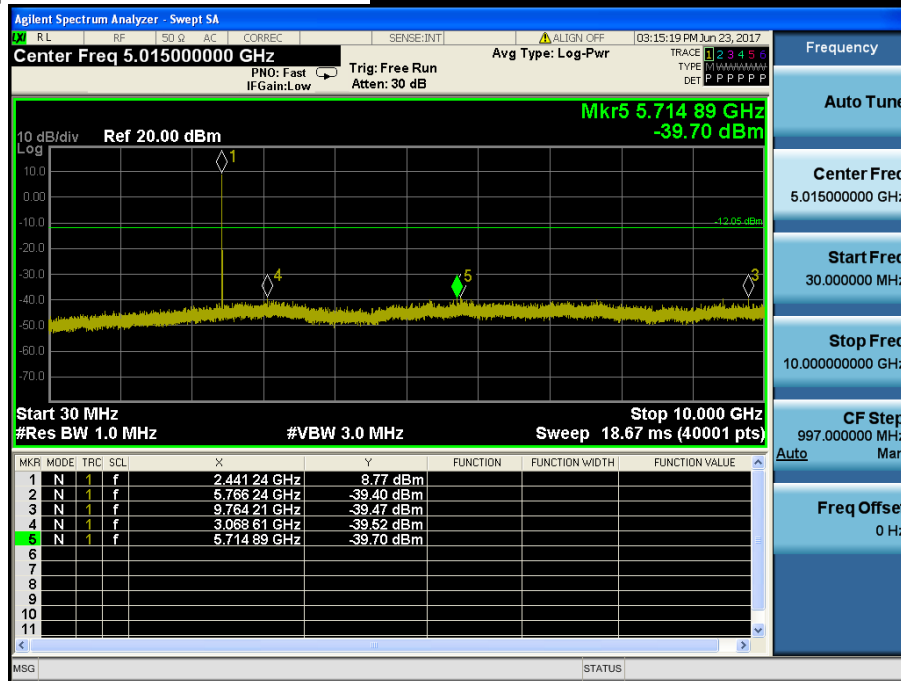 Agilent Spectrum Analyzer - Swept SA
LXI RL RF 50 Ω AC CORREC SENSE:INT ALIGN OFF 03:15:19 PM Jun 23, 2017
Center Freq 5.015000000 GHz
PNO: Fast
IFGain:Low
Trig: Free Run
Atten: 30 dB
Avg Type: Log-Pwr
TRACE 1 2 3 4 5 6
TYPE MWWWWW
DET P P P P P P
Mkr5 5.714 89 GHz
-39.70 dBm
10 dB/div Ref 20.00 dBm
Log
10.0
0.00
-10.0
-20.0
-30.0
-40.0
-50.0
-60.0
-70.0
1
4
5
3
-12.05 dBm
Start 30 MHz Stop 10.000 GHz
#Res BW 1.0 MHz #VBW 3.0 MHz Sweep 18.67 ms (40001 pts)
MKR MODE TRC SCL X Y FUNCTION FUNCTION WIDTH FUNCTION VALUE
1 N 1 f 2.441 24 GHz 8.77 dBm
2 N 1 f 5.766 24 GHz -39.40 dBm
3 N 1 f 9.764 21 GHz -39.47 dBm
4 N 1 f 3.068 61 GHz -39.52 dBm
5 N 1 f 5.714 89 GHz -39.70 dBm
6
7
8
9
10
11
MSG STATUS
Frequency
Auto Tune
Center Freq
5.015000000 GHz
Start Freq
30.000000 MHz
Stop Freq
10.000000000 GHz
CF Step
997.000000 MHz
Auto Man
Freq Offset
0 Hz